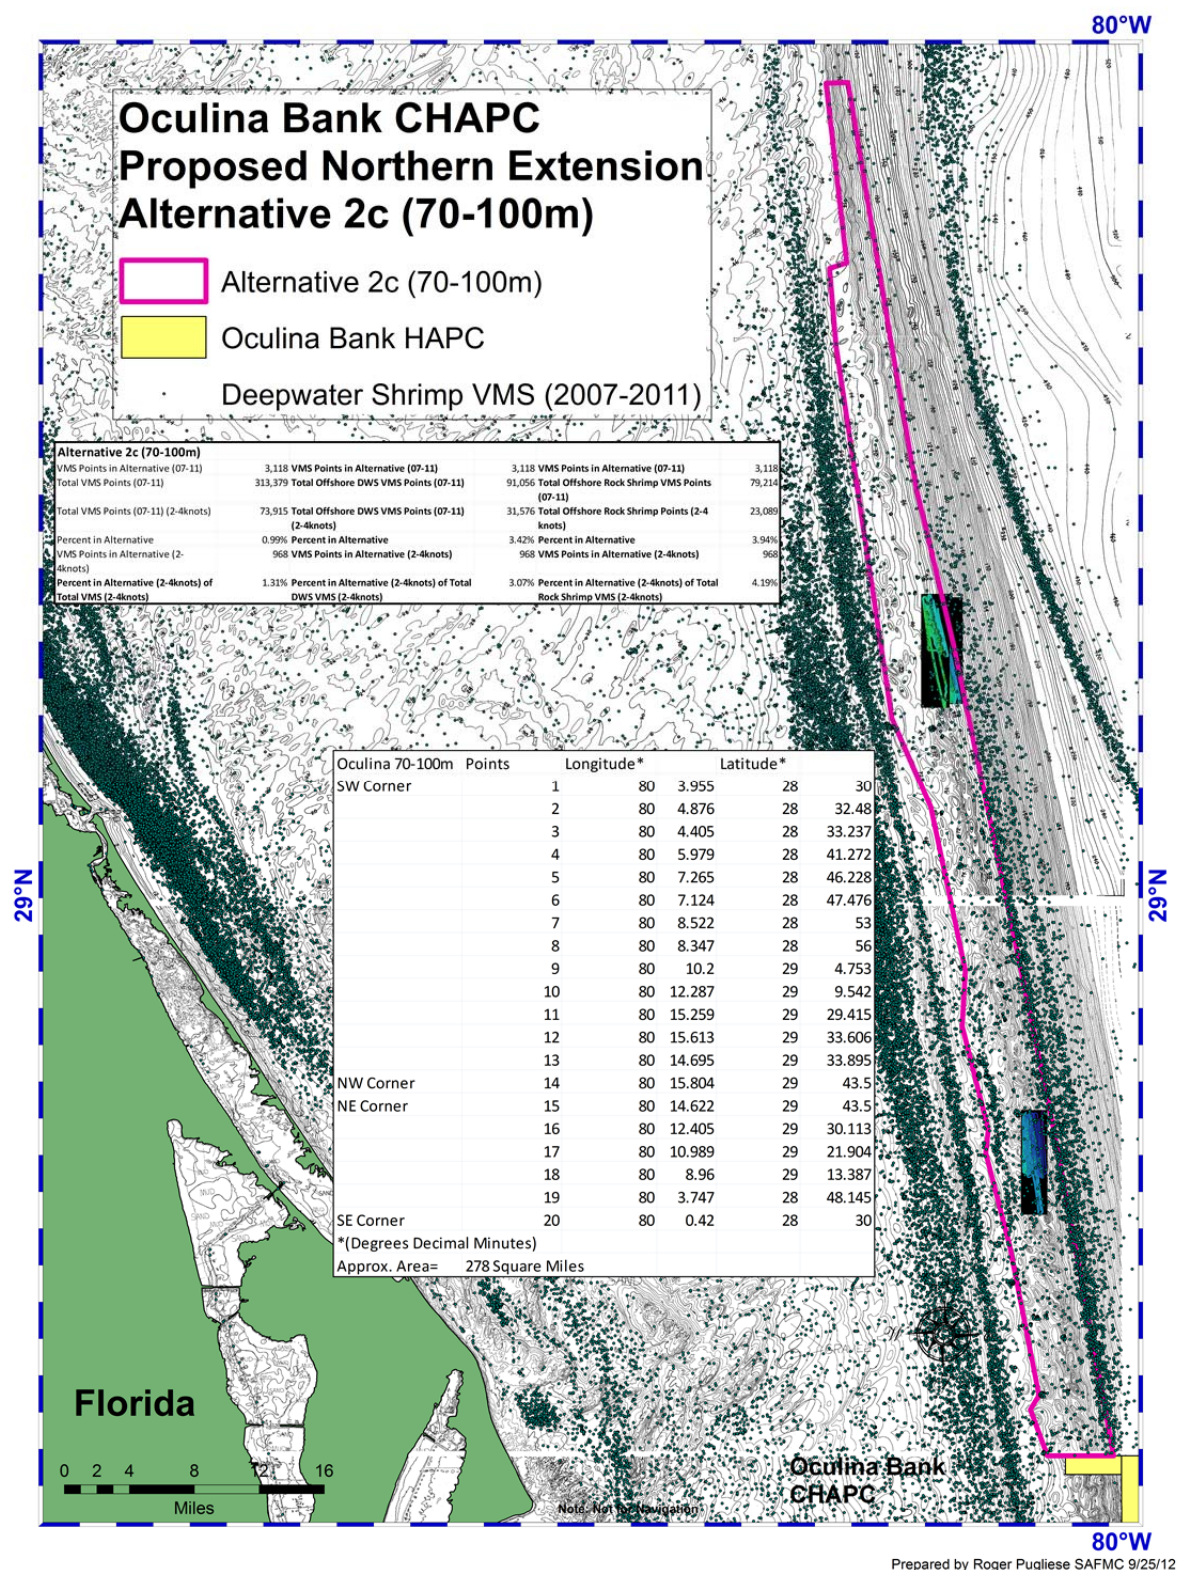 80°W
Oculina Bank CHAPC
Proposed Northern Extension
Alternative 2c (70-100m)
Alternative 2c (70-100m)
Oculina Bank HAPC
Deepwater Shrimp VMS (2007-2011)
Alternative 2c (70-100m)
VMS Points in Alternative (07-11) 3,118 VMS Points in Alternative (07-11) 3,118 VMS Points in Alternative (07-11) 3,118
Total VMS Points (07-11) 313,379 Total Offshore DWS VMS Points (07-11) 91,056 Total Offshore Rock Shrimp VMS Points 79,214
(07-11)
Total VMS Points (07-11) (2-4knots) 73,915 Total Offshore DWS VMS Points (07-11) 31,576 Total Offshore Rock Shrimp Points (2-4 23,089
(2-4knots) knots)
Percent in Alternative 0.99% Percent in Alternative 3.42% Percent in Alternative 3.94%
VMS Points in Alternative (2- 968 VMS Points in Alternative (2-4knots) 968 VMS Points in Alternative (2-4knots) 968
4knots)
Percent in Alternative (2-4knots) of 1.31% Percent in Alternative (2-4knots) of Total 3.07% Percent in Alternative (2-4knots) of Total 4.19%
Total VMS (2-4knots) DWS VMS (2-4knots) Rock Shrimp VMS (2-4knots)
Oculina 70-100m Points Longitude* Latitude*
SW Corner 1 80 3.955 28 30
2 80 4.876 28 32.48
3 80 4.405 28 33.237
4 80 5.979 28 41.272
5 80 7.265 28 46.228
6 80 7.124 28 47.476
7 80 8.522 28 53
8 80 8.347 28 56
9 80 10.2 29 4.753
10 80 12.287 29 9.542
11 80 15.259 29 29.415
12 80 15.613 29 33.606
13 80 14.695 29 33.895
NW Corner 14 80 15.804 29 43.5
NE Corner 15 80 14.622 29 43.5
16 80 12.405 29 30.113
17 80 10.989 29 21.904
18 80 8.96 29 13.387
19 80 3.747 28 48.145
SE Corner 20 80 0.42 28 30
*(Degrees Decimal Minutes)
Approx. Area= 278 Square Miles
29°N
29°N
Florida
0 2 4 8 12 16
Miles
Oculina Bank
CHAPC
Note: Not for Navigation
80°W
Prepared by Roger Pugliese SAFMC 9/25/12